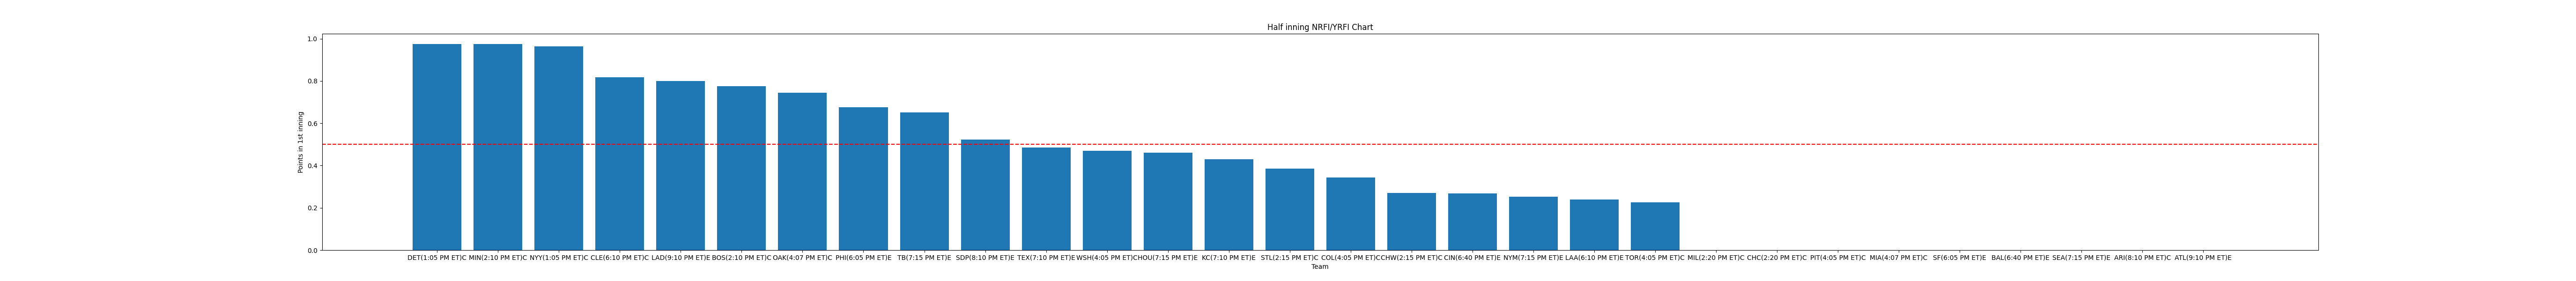 Half inning NRFI/YRFI Chart
Points in 1st inning
1.0
0.8
0.6
0.4
0.2
0.0
DET(1:05 PM ET)C MIN(2:10 PM ET)C NYY(1:05 PM ET)C CLE(6:10 PM ET)C LAD(9:10 PM ET)E BOS(2:10 PM ET)C OAK(4:07 PM ET)C PHI(6:05 PM ET)E TB(7:15 PM ET)E SDP(8:10 PM ET)E TEX(7:10 PM ET)E WSH(4:05 PM ET)C HOU(7:15 PM ET)E KC(7:10 PM ET)E STL(2:15 PM ET)C COL(4:05 PM ET)C CHW(2:15 PM ET)C CIN(6:40 PM ET)E NYM(7:15 PM ET)E LAA(6:10 PM ET)E TOR(4:05 PM ET)C MIL(2:20 PM ET)C CHC(2:20 PM ET)C PIT(4:05 PM ET)C MIA(4:07 PM ET)C SF(6:05 PM ET)E BAL(6:40 PM ET)E SEA(7:15 PM ET)E ARI(8:10 PM ET)C ATL(9:10 PM ET)E
Team